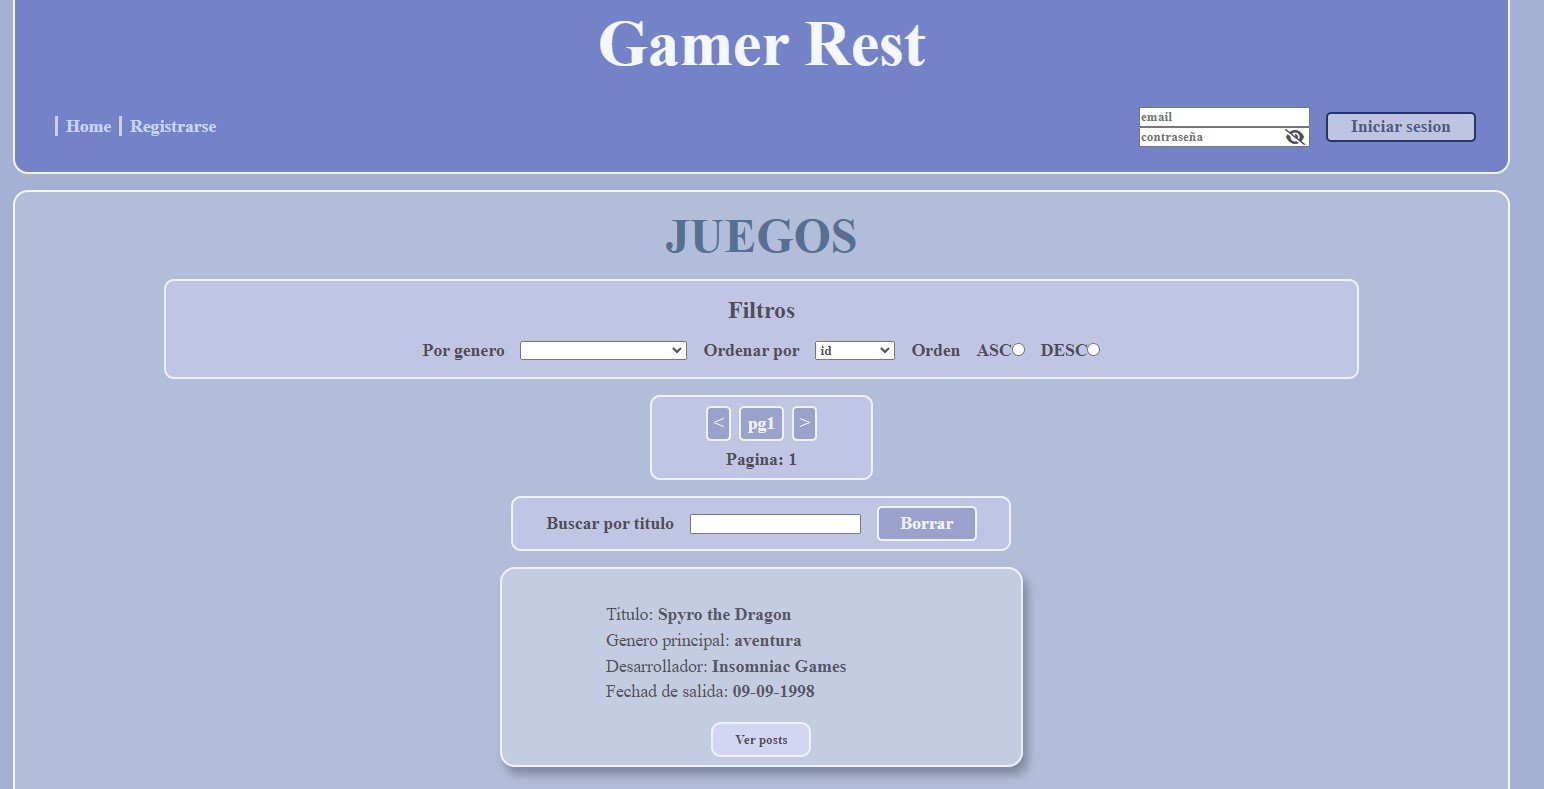 Gamer Rest
Home Registrarse
email
contraseña
Iniciar sesion
JUEGOS
Filtros
Por genero Ordenar por id Orden ASC DESC
< pg1 >
Pagina: 1
Buscar por titulo Borrar
Titulo: Spyro the Dragon
Genero principal: aventura
Desarrollador: Insomniac Games
Fechad de salida: 09-09-1998
Ver posts